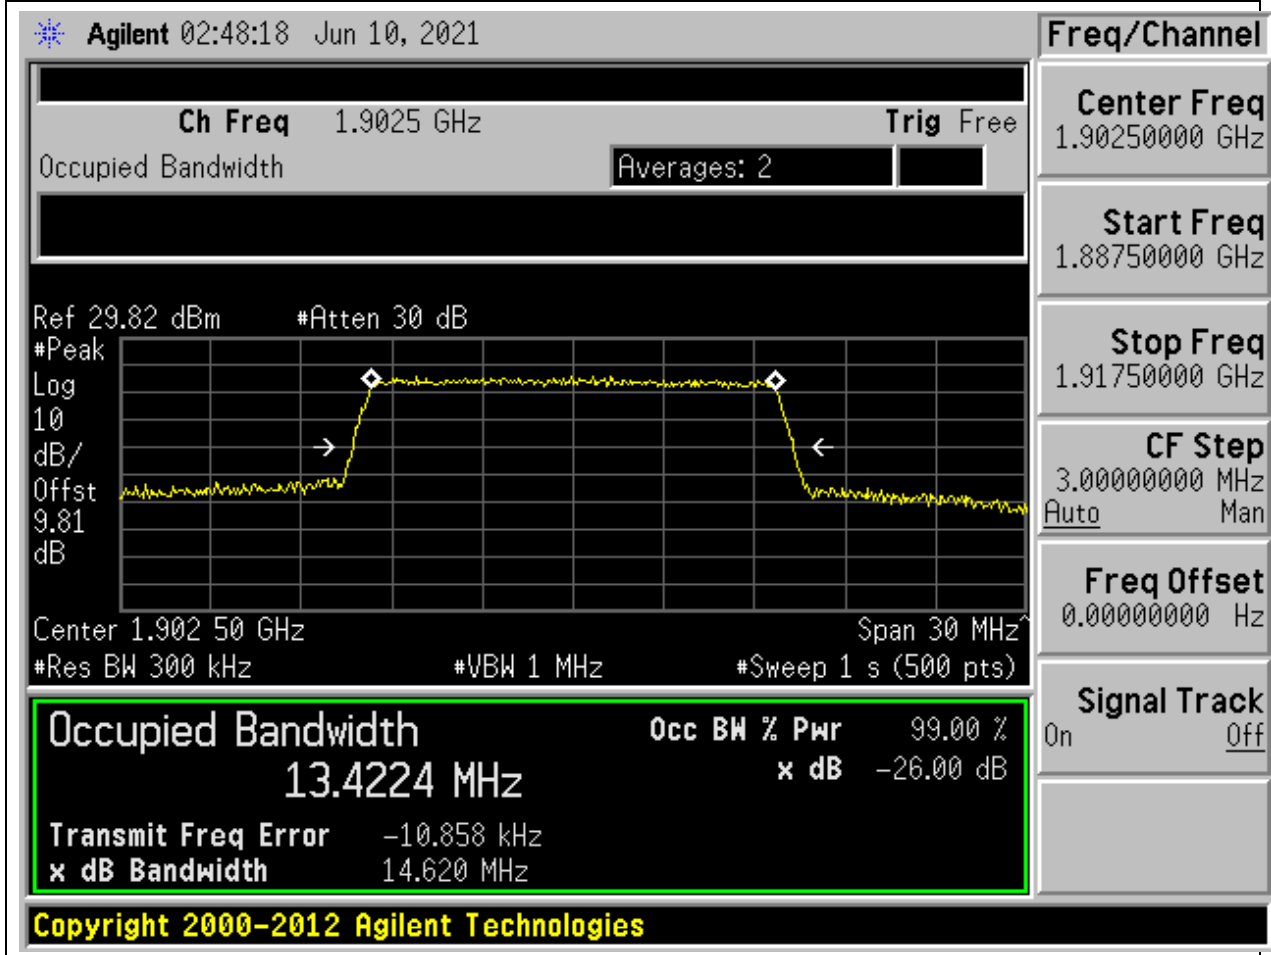 Agilent 02:48:18 Jun 10, 2021
Freq/Channel
Ch Freq 1.9025 GHz Trig Free
Occupied Bandwidth Averages: 2
Center Freq
1.90250000 GHz
Start Freq
1.88750000 GHz
Stop Freq
1.91750000 GHz
CF Step
3.00000000 MHz
Auto Man
Freq Offset
0.00000000 Hz
Signal Track
On Off
Ref 29.82 dBm #Atten 30 dB
#Peak
Log
10
dB/
Offst
9.81
dB
Center 1.902 50 GHz Span 30 MHz^
#Res BW 300 kHz #VBW 1 MHz #Sweep 1 s (500 pts)
Occupied Bandwidth Occ BW % Pwr 99.00 %
13.4224 MHz x dB -26.00 dB
Transmit Freq Error -10.858 kHz
x dB Bandwidth 14.620 MHz
Copyright 2000-2012 Agilent Technologies